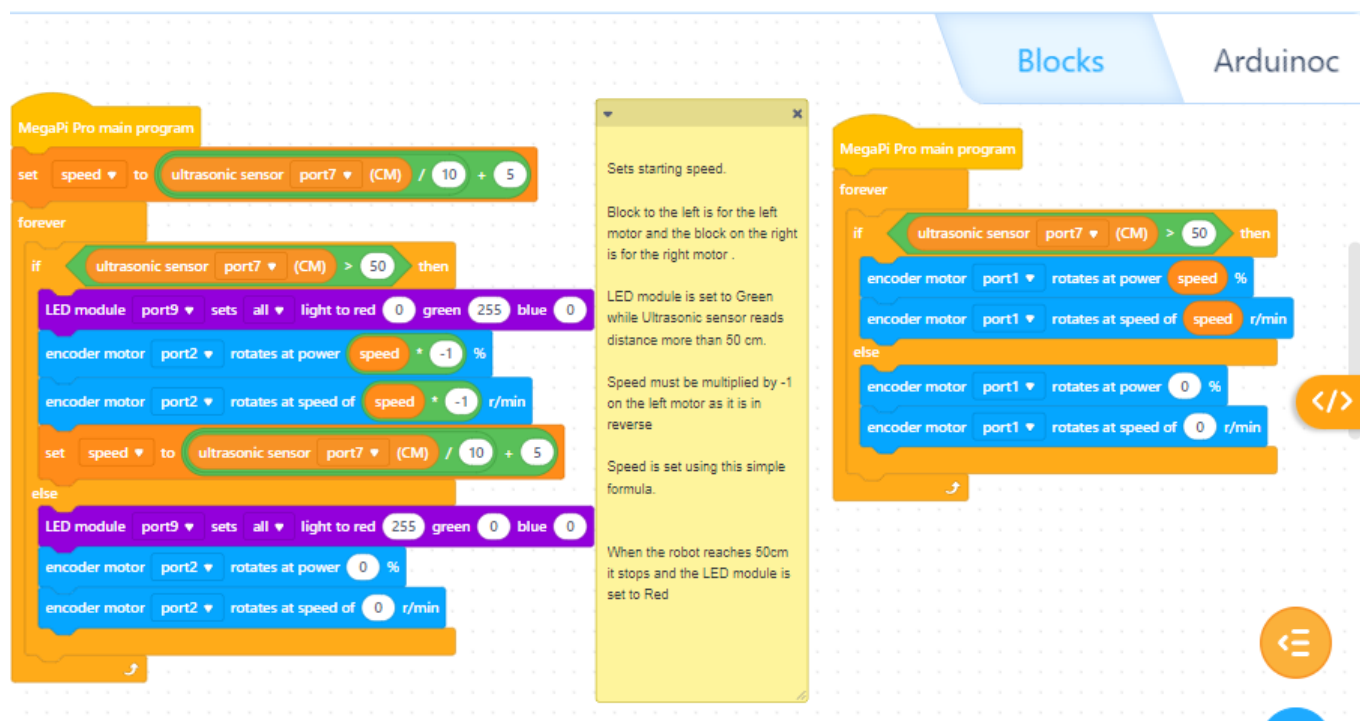 Blocks
Arduinoc
MegaPi Pro main program
set speed to ultrasonic sensor port7 (CM) / 10 + 5
forever
if ultrasonic sensor port7 (CM) > 50 then
LED module port9 sets all light to red 0 green 255 blue 0
encoder motor port2 rotates at power speed * -1 %
encoder motor port2 rotates at speed of speed * -1 r/min
set speed to ultrasonic sensor port7 (CM) / 10 + 5
else
LED module port9 sets all light to red 255 green 0 blue 0
encoder motor port2 rotates at power 0 %
encoder motor port2 rotates at speed of 0 r/min
Sets starting speed.
Block to the left is for the left
motor and the block on the right
is for the right motor .
LED module is set to Green
while Ultrasonic sensor reads
distance more than 50 cm.
Speed must be multiplied by -1
on the left motor as it is in
reverse
Speed is set using this simple
formula.
When the robot reaches 50cm
it stops and the LED module is
set to Red
MegaPi Pro main program
forever
if ultrasonic sensor port7 (CM) > 50 then
encoder motor port1 rotates at power speed %
encoder motor port1 rotates at speed of speed r/min
else
encoder motor port1 rotates at power 0 %
encoder motor port1 rotates at speed of 0 r/min